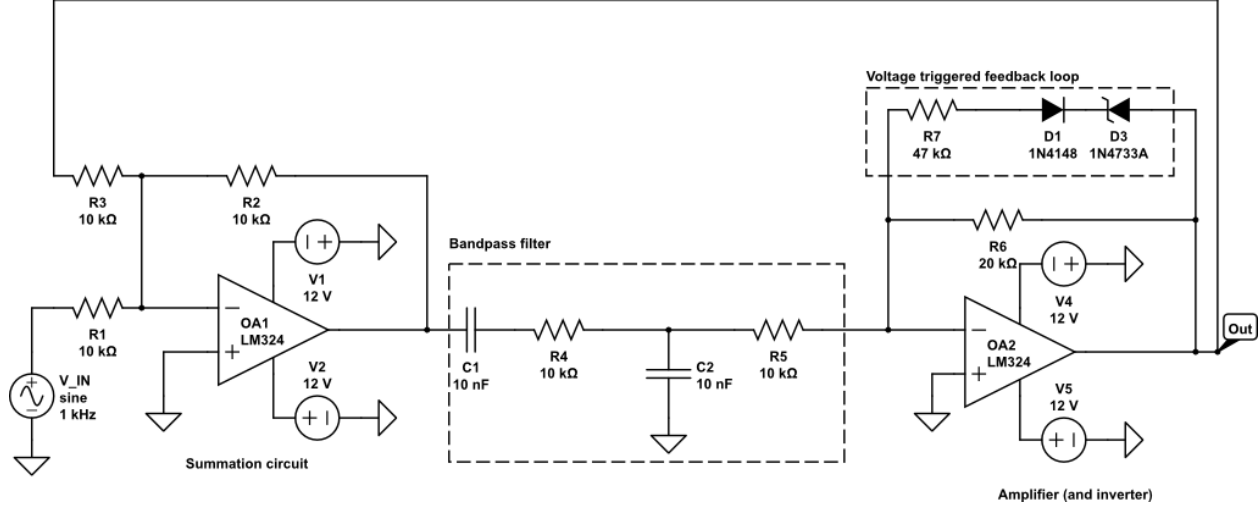 Voltage triggered feedback loop
R7
47 kΩ
D1
1N4148
D3
1N4733A
R3
10 kΩ
R2
10 kΩ
R6
20 kΩ
V1
12 V
Bandpass filter
V4
12 V
R1
10 kΩ
OA1
LM324
C1
10 nF
R4
10 kΩ
C2
10 nF
R5
10 kΩ
OA2
LM324
Out
V_IN
sine
1 kHz
V2
12 V
V5
12 V
Summation circuit
Amplifier (and inverter)